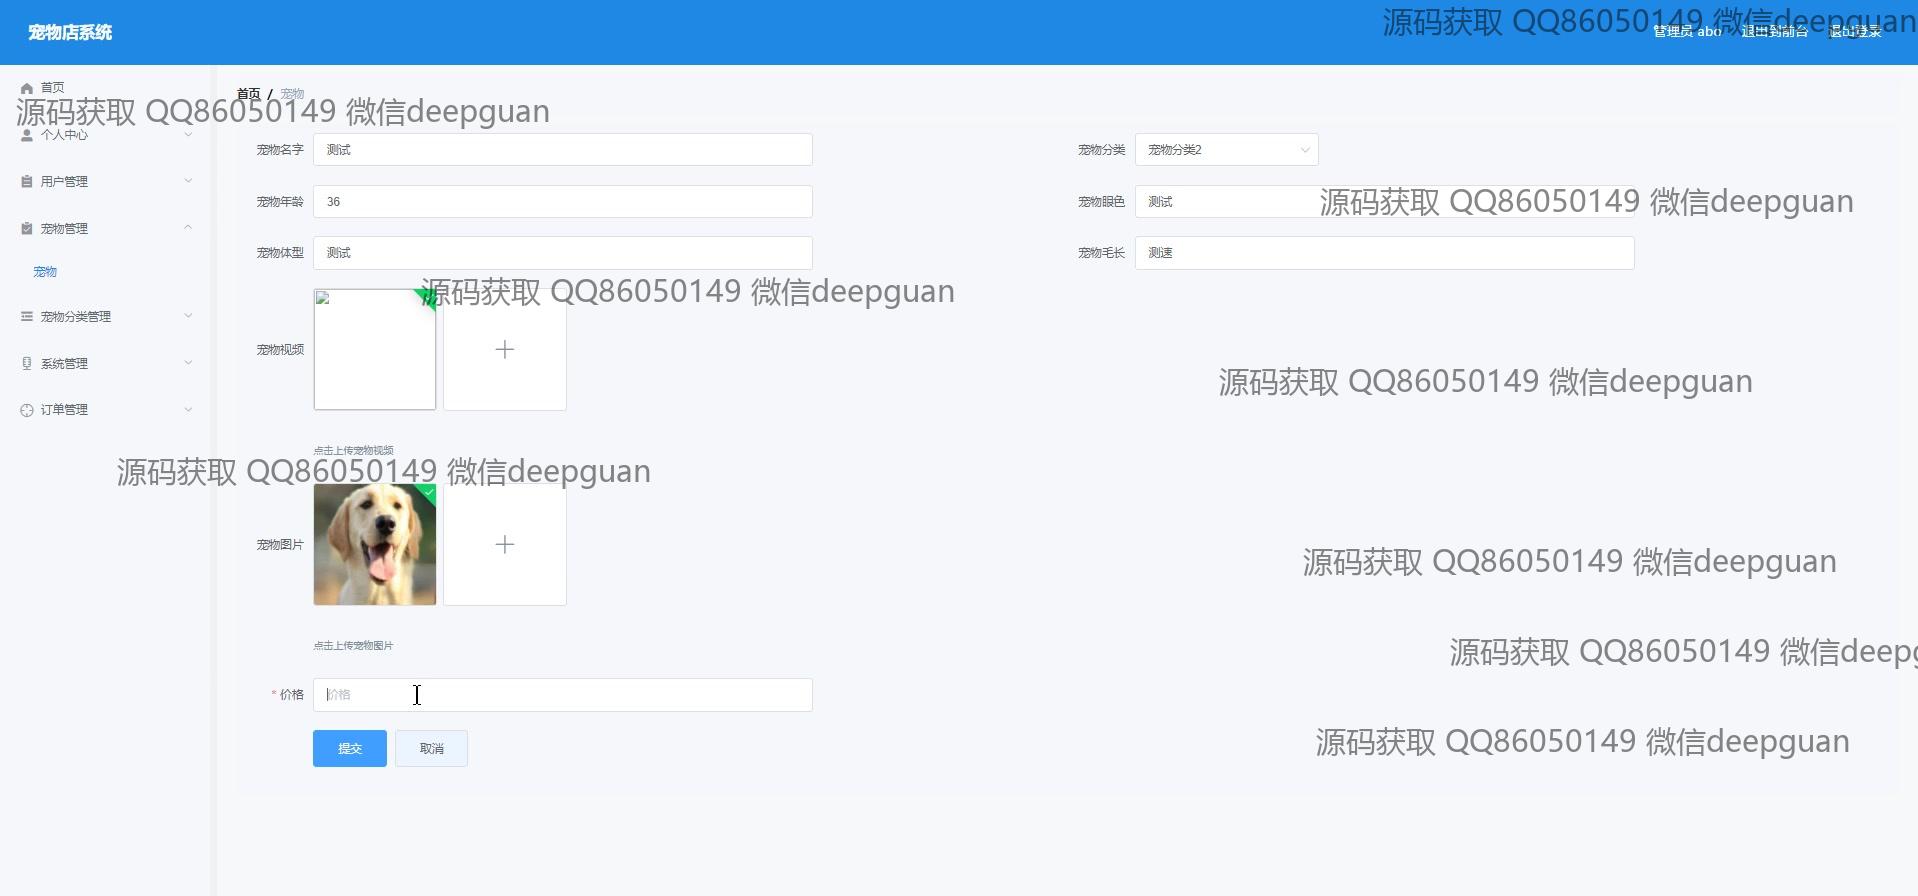 宠物店系统
源码获取 QQ86050149 微信deepguan
管理员 abo 退出到前台 退出登录
首页
首页 / 宠物
源码获取 QQ86050149 微信deepguan
个人中心
宠物名字 测试 宠物分类 宠物分类2
用户管理
宠物年龄 36 宠物眼色 测试
源码获取 QQ86050149 微信deepguan
宠物管理
宠物体型 测试 宠物毛长 测速
宠物
源码获取 QQ86050149 微信deepguan
宠物分类管理
宠物视频
系统管理
源码获取 QQ86050149 微信deepguan
订单管理
点击上传宠物视频
源码获取 QQ86050149 微信deepguan
宠物图片
源码获取 QQ86050149 微信deepguan
点击上传宠物图片
源码获取 QQ86050149 微信deepg
* 价格 价格
提交 取消
源码获取 QQ86050149 微信deepguan